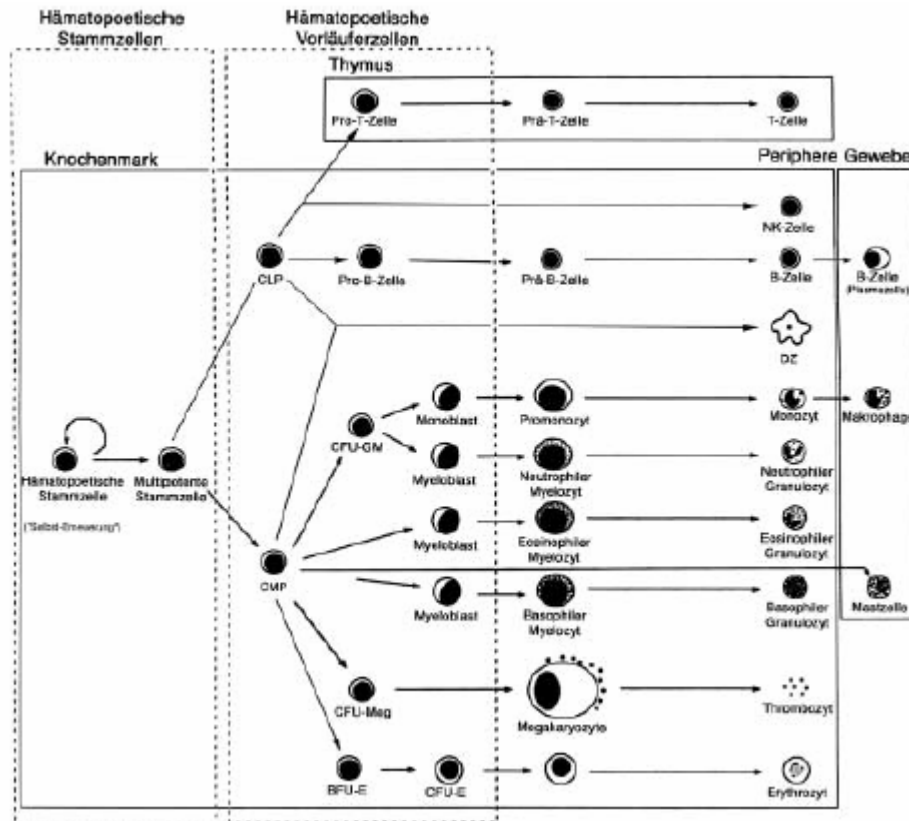 Hämatopoetische
Stammzellen
Hämatopoetische
Vorläuferzellen
Thymus
Pro-T-Zelle
Prä-T-Zelle
T-Zelle
Knochenmark
Periphere
Gewebe
NK-Zelle
CLP
Pro-B-Zelle
Prä-B-Zelle
B-Zelle
B-Zelle
(Plasmazelle)
DZ
CFU-GM
Monoblast
Promonozyt
Monozyt
Makrophage
Hämatopoetische
Stammzelle
("Selbst-Erneuerung")
Multipotente
Stammzelle
Myeloblast
Neutrophiler
Myelozyt
Neutrophiler
Granulozyt
Myeloblast
Eosinophiler
Myelozyt
Eosinophiler
Granulozyt
CMP
Myeloblast
Basophiler
Myelozyt
Basophiler
Granulozyt
Mastzelle
CFU-Meg
Megakaryozyte
Thrombozyt
BFU-E
CFU-E
Erythrozyt